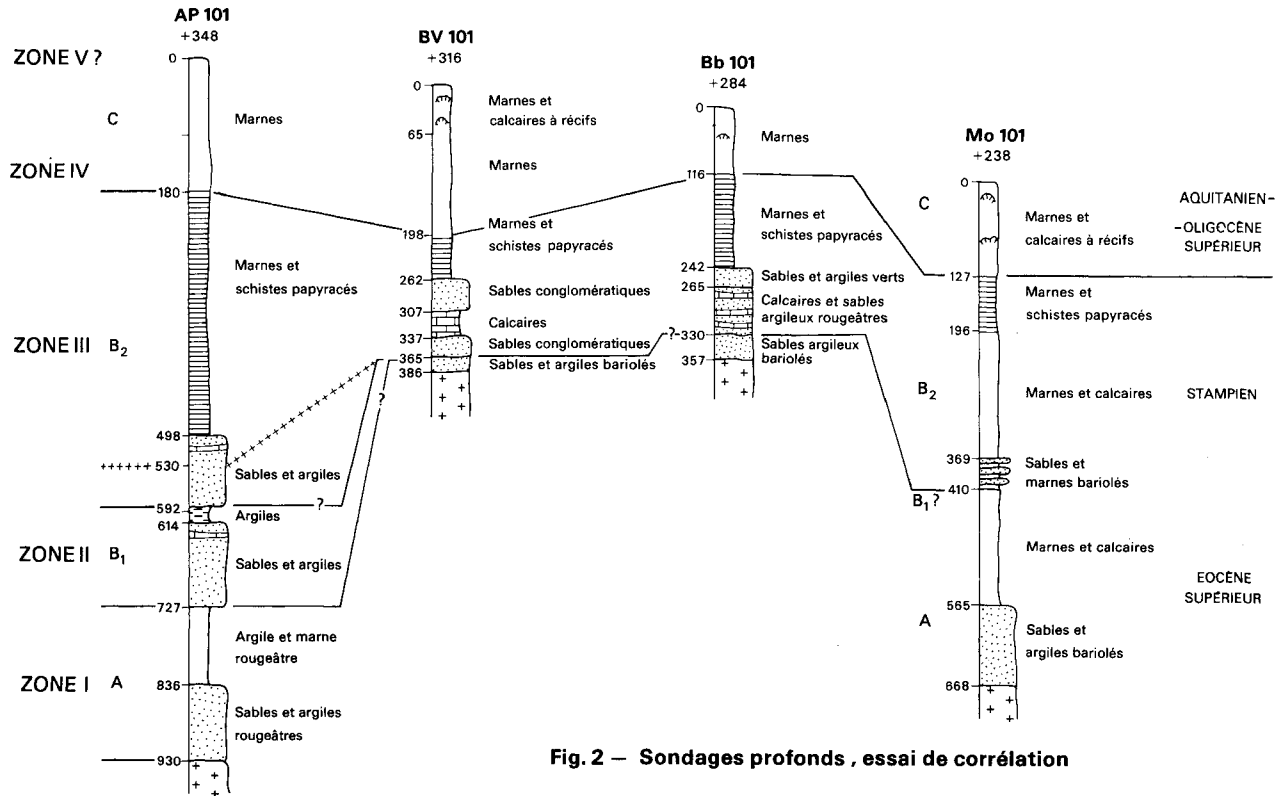 AP 101
+348
ZONE V ?
0
C
Marnes
ZONE IV
180
Marnes et
schistes papyracés
ZONE III
B2
498
++++++ 530
Sables et argiles
592
?
Argiles
614
ZONE II
B1
Sables et argiles
727
Argile et marne
rougeâtre
ZONE I
A
836
Sables et argiles
rougeâtres
930
BV 101
+316
0
Marnes et
calcaires à récifs
65
Marnes
198
Marnes et
schistes papyracés
262
Sables conglomératiques
307
Calcaires
337
Sables conglomératiques
365
Sables et argiles bariolés
386
?
?
Bb 101
+284
0
Marnes
116
Marnes et
schistes papyracés
242
Sables et argiles verts
265
Calcaires et sables
argileux rougeâtres
330
Sables argileux
bariolés
357
Mo 101
+238
0
C
Marnes et
calcaires à récifs
AQUITANIEN-
-OLIGOCÈNE
SUPÉRIEUR
127
Marnes et
schistes papyracés
196
B2
Marnes et calcaires
STAMPIEN
369
Sables et
marnes bariolés
410
B1?
Marnes et calcaires
EOCÈNE
SUPÉRIEUR
565
A
Sables et
argiles bariolés
668
Fig. 2 — Sondages profonds , essai de corrélation